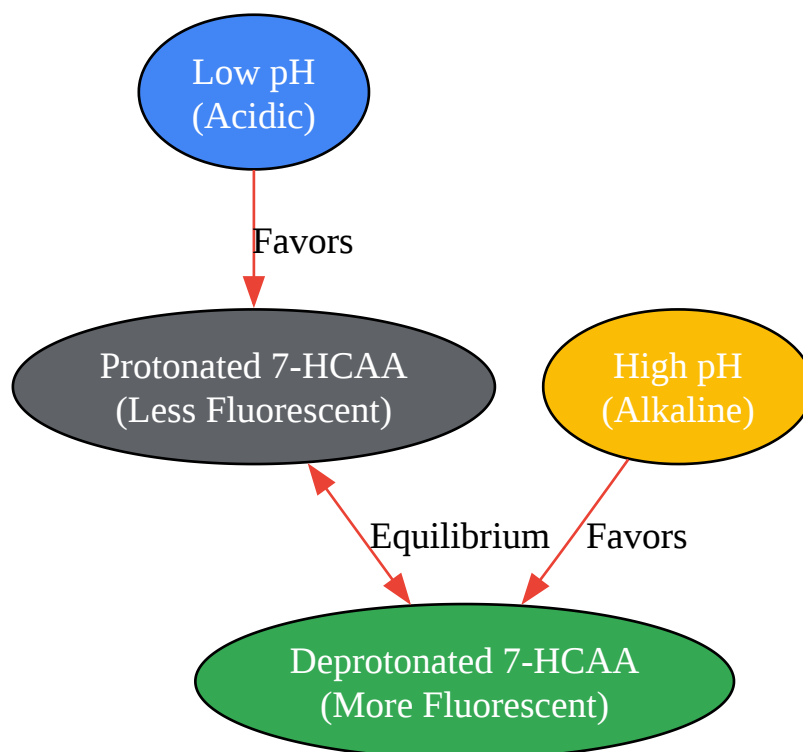 Low pH
(Acidic)
Favors
Protonated 7-HCAA
(Less Fluorescent)
High pH
(Alkaline)
Equilibrium
Favors
Deprotonated 7-HCAA
(More Fluorescent)